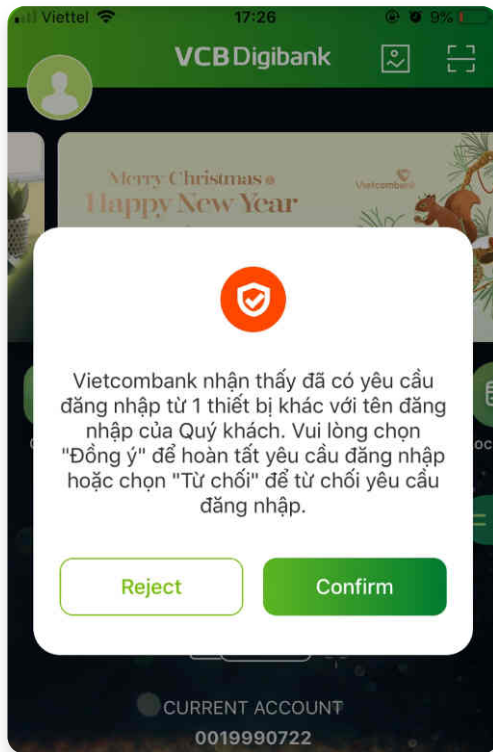 Viettel 17:26 9%
VCB Digibank
Merry Christmas
Happy New Year
Vietcombank
Vietcombank nhận thấy đã có yêu cầu
đăng nhập từ 1 thiết bị khác với tên đăng
nhập của Quý khách. Vui lòng chọn
"Đồng ý" để hoàn tất yêu cầu đăng nhập
hoặc chọn "Từ chối" để từ chối yêu cầu
đăng nhập.
Reject Confirm
CURRENT ACCOUNT
0019990722